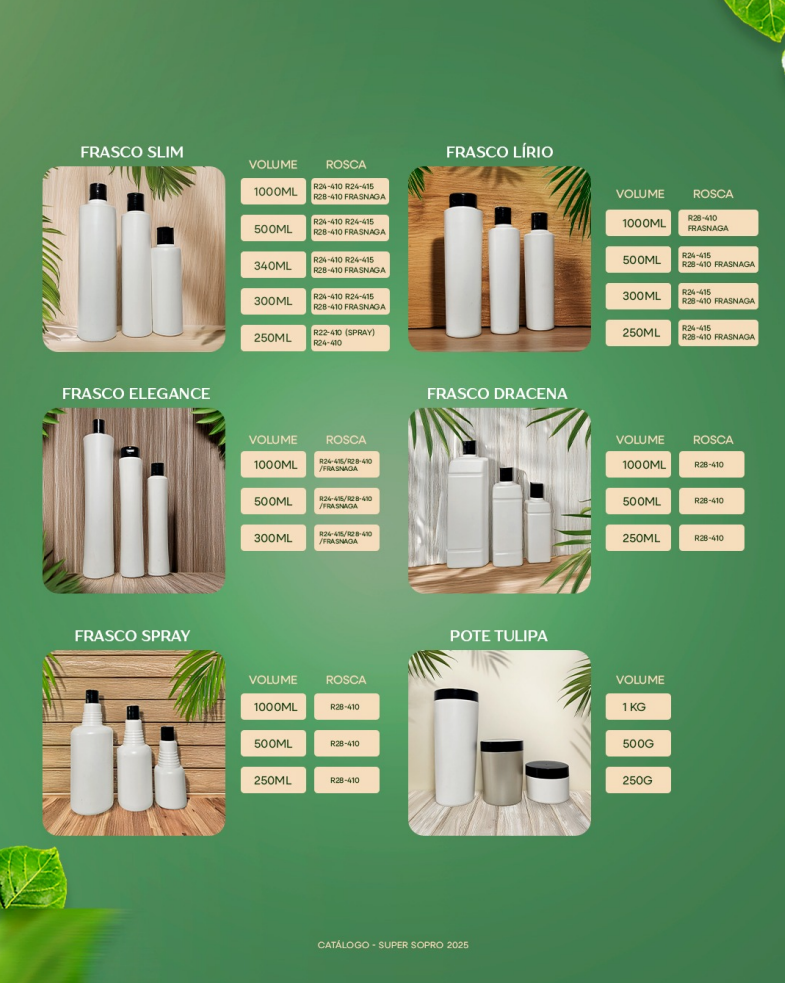 FRASCO SLIM
VOLUME ROSCA
1000ML R24-410 R24-415
R28-410 FRASNAGA
500ML R24-410 R24-415
R28-410 FRASNAGA
340ML R24-410 R24-415
R28-410 FRASNAGA
300ML R24-410 R24-415
R28-410 FRASNAGA
250ML R22-410 (SPRAY)
R24-410
FRASCO LÍRIO
VOLUME ROSCA
1000ML R28-410
FRASNAGA
500ML R24-415
R28-410 FRASNAGA
300ML R24-415
R28-410 FRASNAGA
250ML R24-415
R28-410 FRASNAGA
FRASCO ELEGANCE
VOLUME ROSCA
1000ML R24-415/R28-410
/FRASNAGA
500ML R24-415/R28-410
/FRASNAGA
300ML R24-415/R28-410
/FRASNAGA
FRASCO DRACENA
VOLUME ROSCA
1000ML R28-410
500ML R28-410
250ML R28-410
FRASCO SPRAY
VOLUME ROSCA
1000ML R28-410
500ML R28-410
250ML R28-410
POTE TULIPA
VOLUME
1 KG
500G
250G
CATÁLOGO - SUPER SOPRO 2025